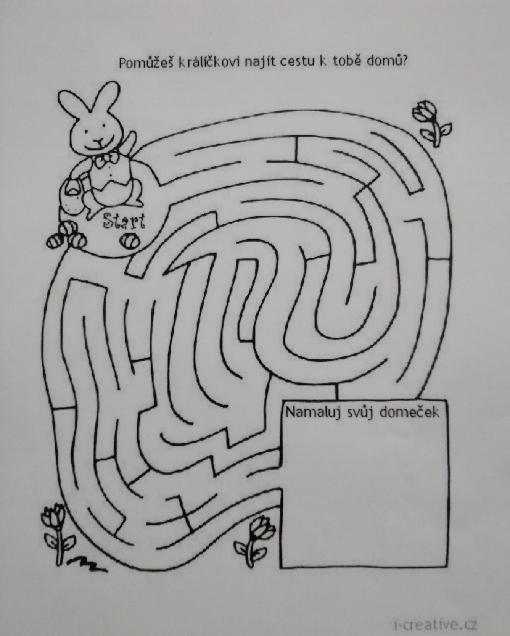 Pomůžeš králíčkovi najít cestu k tobě domů?
Start
Namaluj svůj domeček
i-creative.cz